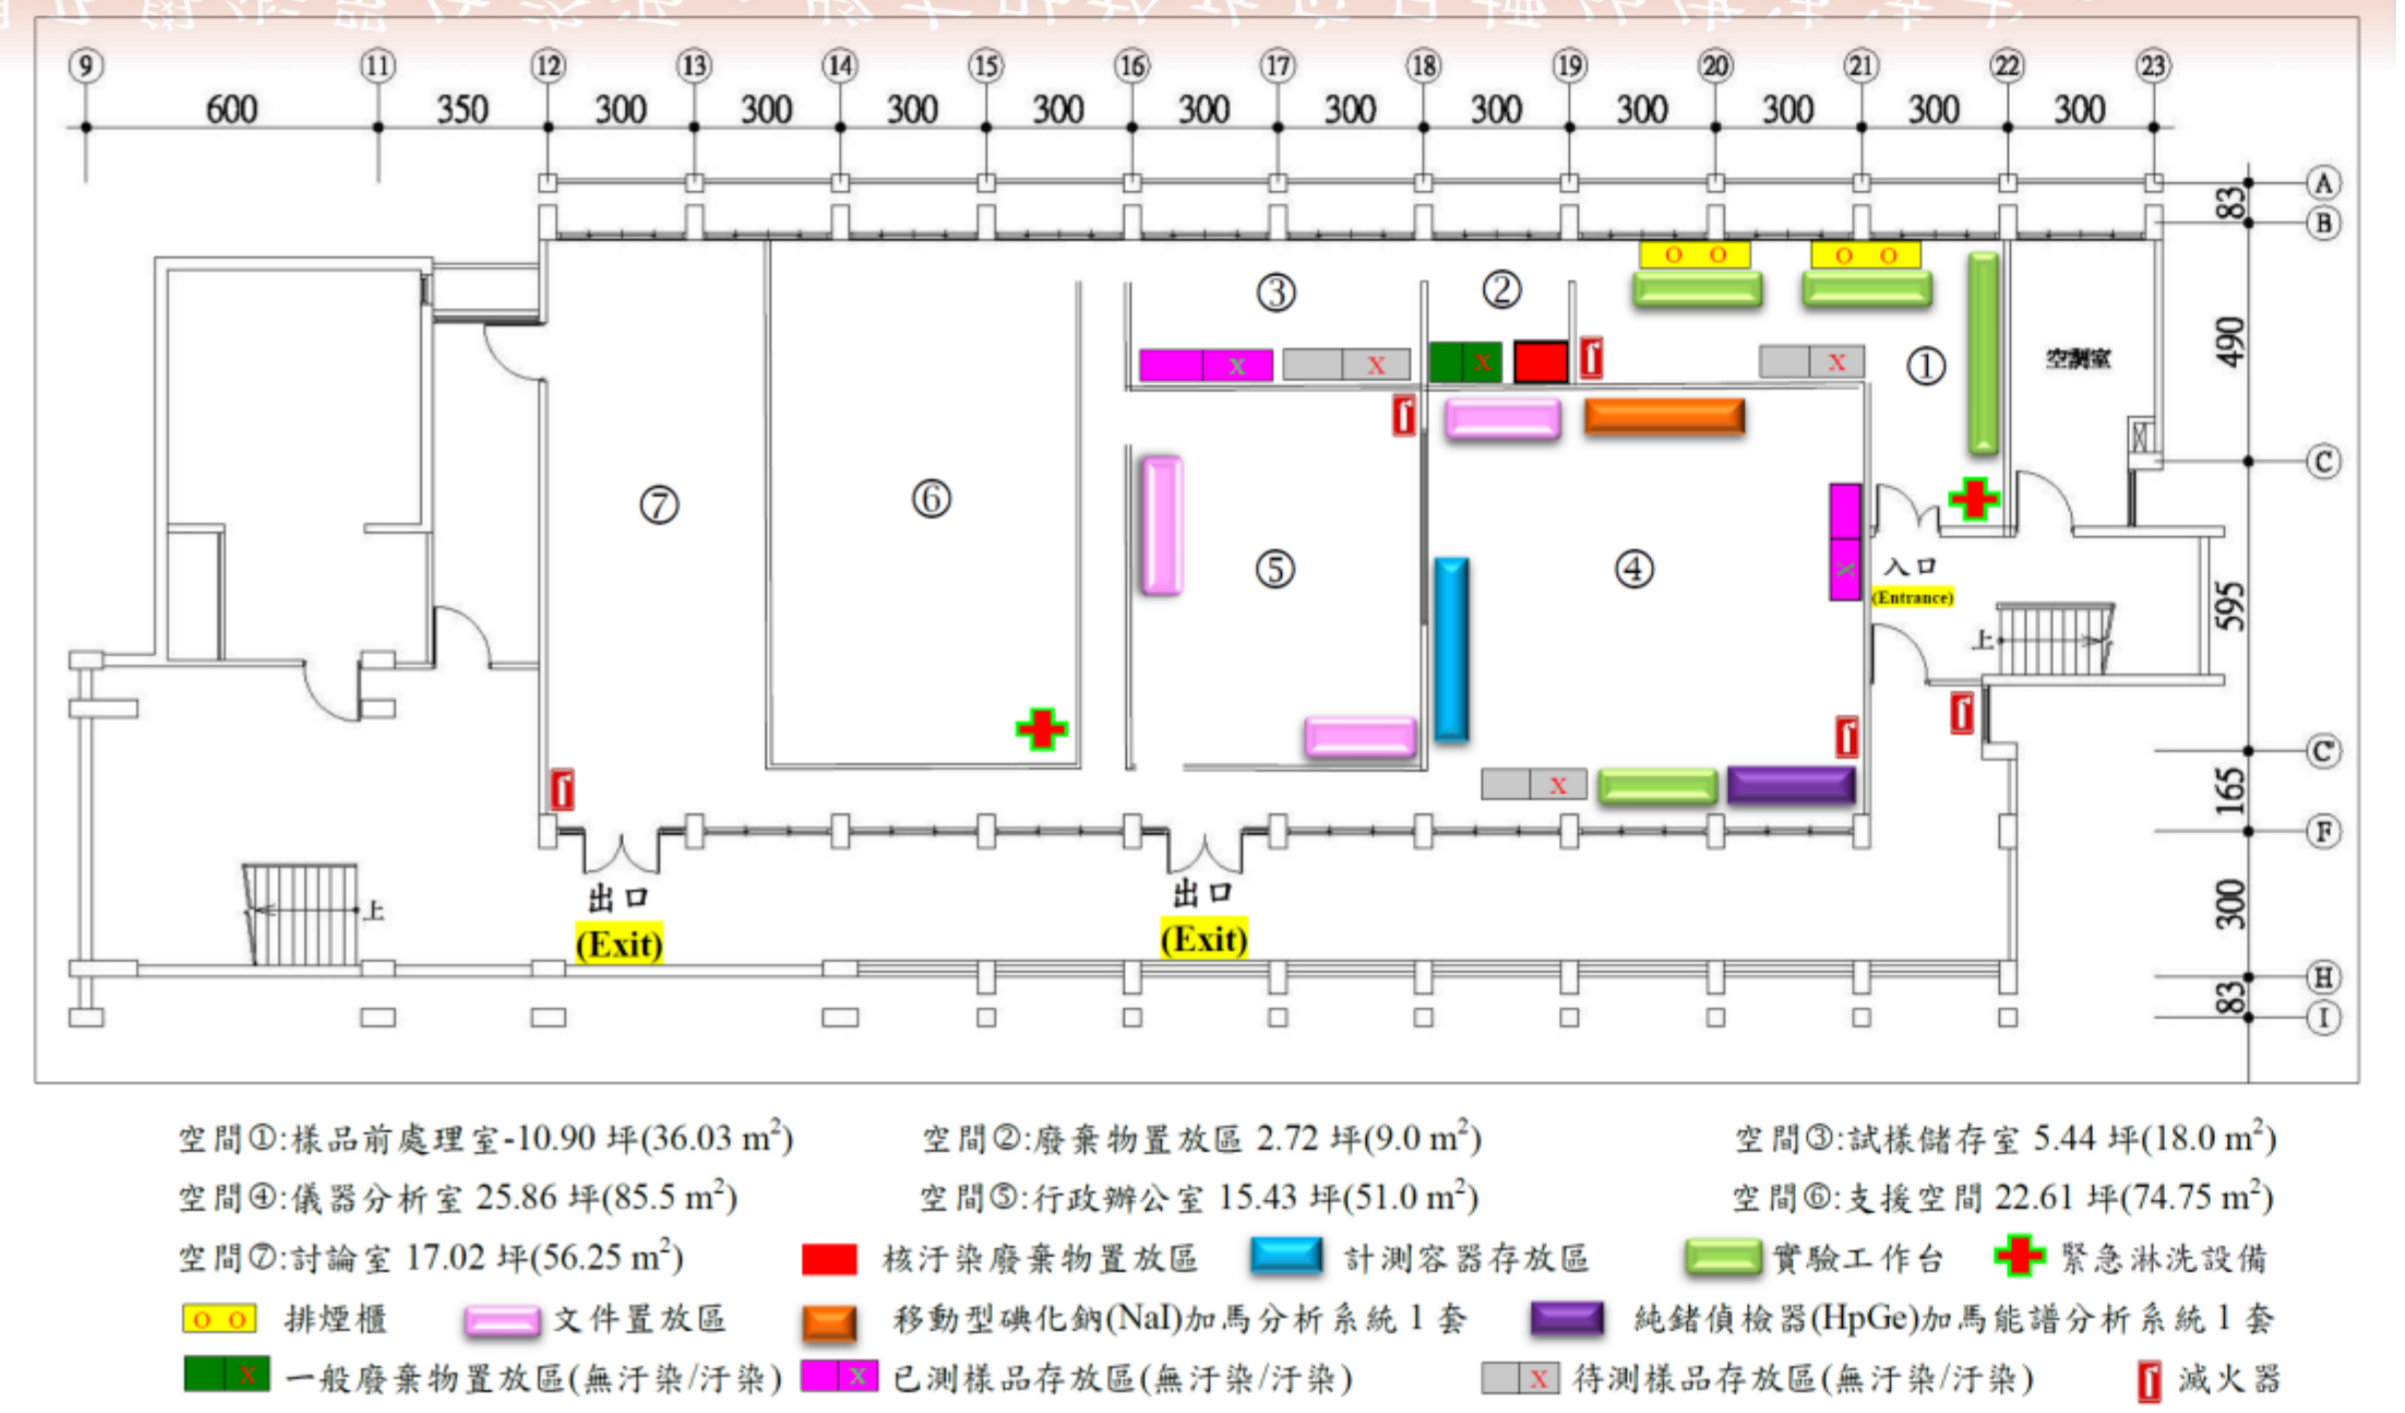 ⑨ ⑪ ⑫ ⑬ ⑭ ⑮ ⑯ ⑰ ⑱ ⑲ ⑳ ㉑ ㉒ ㉓
600 350 300 300 300 300 300 300 300 300 300 300 300
Ⓐ
83
Ⓑ
③ ② O O O O
490
X X X X ① 空調室
Ⓒ
⑦ ⑥ ⑤ ④ X 入口
(Entrance)
595
上
Ⓒ
X
165
Ⓕ
出口 出口
上
300
(Exit) (Exit)
Ⓗ
83
Ⓘ
空間①:樣品前處理室-10.90 坪(36.03 m²) 空間②:廢棄物置放區 2.72 坪(9.0 m²) 空間③:試樣儲存室 5.44 坪(18.0 m²)
空間④:儀器分析室 25.86 坪(85.5 m²) 空間⑤:行政辦公室 15.43 坪(51.0 m²) 空間⑥:支援空間 22.61 坪(74.75 m²)
空間⑦:討論室 17.02 坪(56.25 m²) 核汙染廢棄物置放區 計測容器存放區 實驗工作台 緊急淋洗設備
O O 排煙櫃 文件置放區 移動型碘化鈉(NaI)加馬分析系統 1 套 純鍺偵檢器(HpGe)加馬能譜分析系統 1 套
X 一般廢棄物置放區(無汙染/汙染) X 已測樣品存放區(無汙染/汙染) X 待測樣品存放區(無汙染/汙染) 滅火器